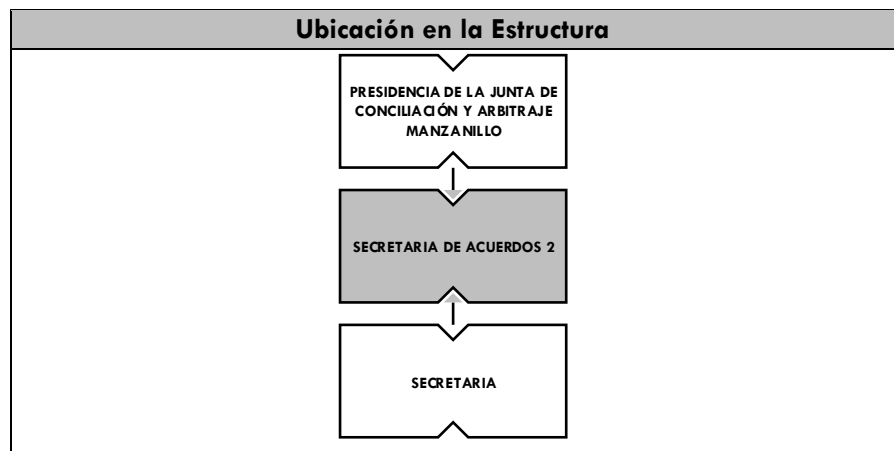 Ubicación en la Estructura
PRESIDENCIA DE LA JUNTA DE
CONCILIACIÓN Y ARBITRAJE
MANZANILLO
SECRETARIA DE ACUERDOS 2
SECRETARIA